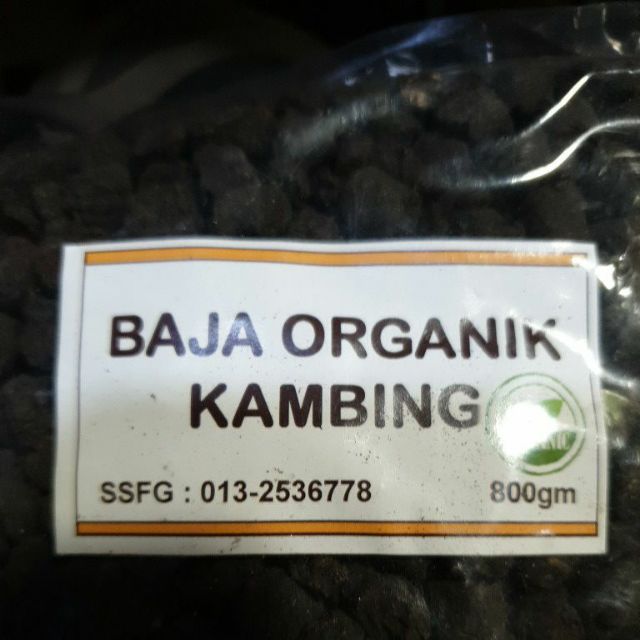 BAJA ORGANIK
KAMBING
SSFG : 013-2536778
800gm